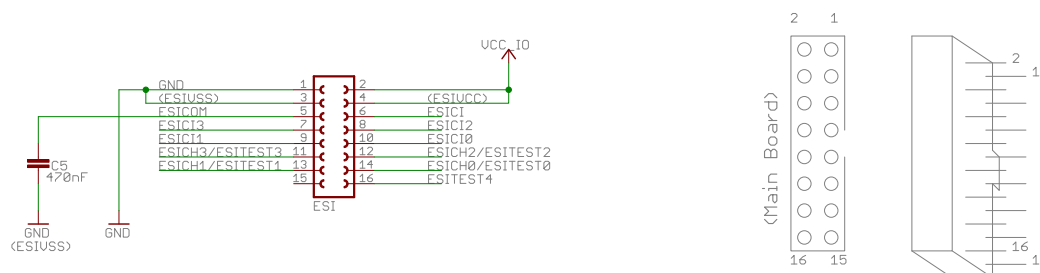 VCC_IO
GND 1 2
(ESIVSS) 3 4 (ESIVCC)
ESICOM 5 6 ESICI
ESICI3 7 8 ESICI2
ESICI1 9 10 ESICI0
ESICH3/ESITEST3 11 12 ESICH2/ESITEST2
ESICH1/ESITEST1 13 14 ESICH0/ESITEST0
15 16 ESITEST4
ESI
C5
470nF
GND
(ESIVSS)
GND
2 1
(Main Board)
16 15
2
1
16
1